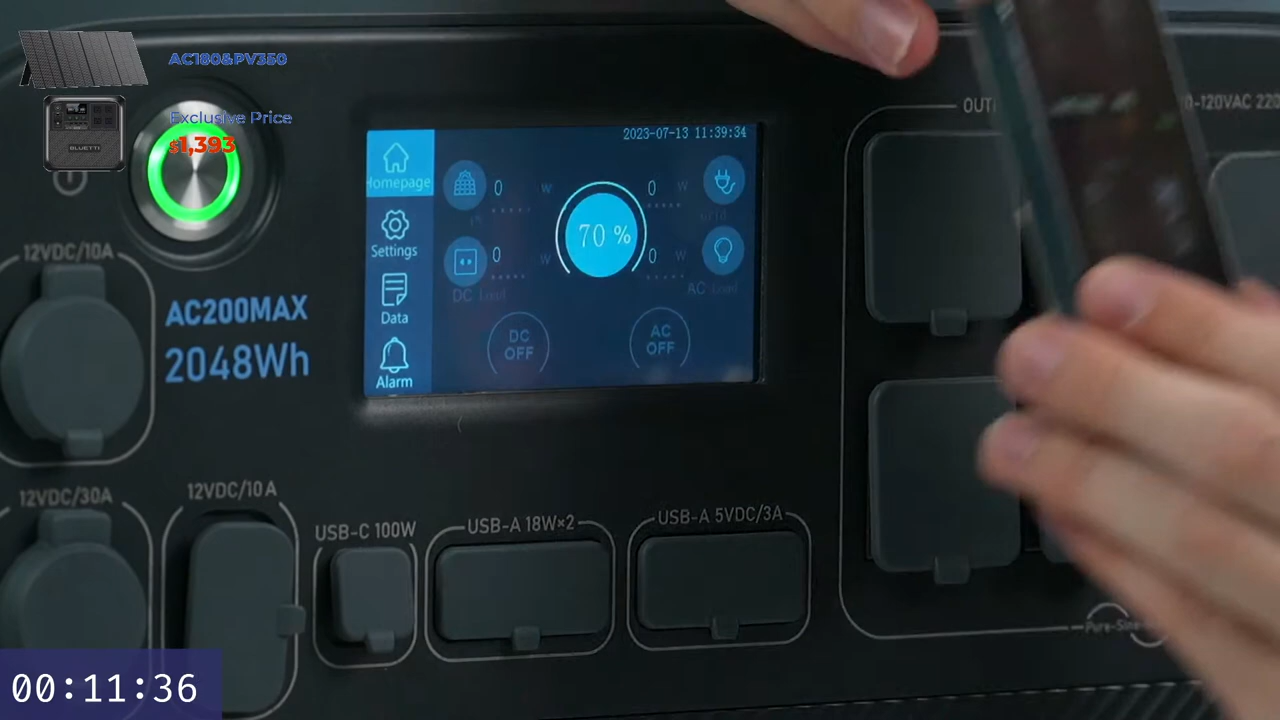 AC180&PV350
Exclusive Price
$1,393
BLUETTI
12VDC/10A
AC200MAX
2048Wh
2023-07-13 11:39:34
Homepage
Settings
Data
Alarm
0 W
0 W
70 %
0 W
0 W
DC Load
AC Load
DC
OFF
AC
OFF
12VDC/30A
12VDC/10A
USB-C 100W
USB-A 18W×2
USB-A 5VDC/3A
Pure-Sine
00:11:36